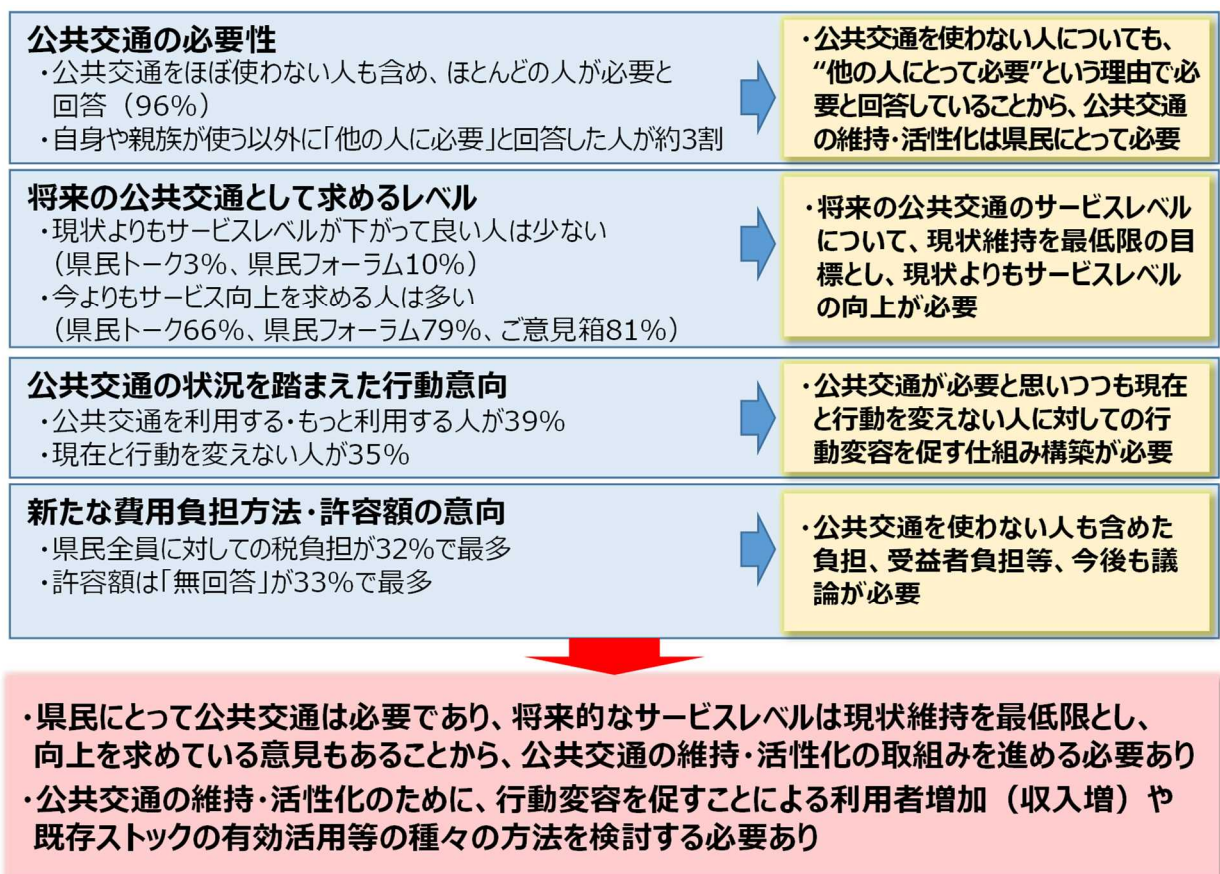 公共交通の必要性
・公共交通をほぼ使わない人も含め、ほとんどの人が必要と
回答（96%）
・自身や親族が使う以外に「他の人に必要」と回答した人が約3割
・公共交通を使わない人についても、
“他の人にとって必要”という理由で必
要と回答していることから、公共交通
の維持・活性化は県民にとって必要
将来の公共交通として求めるレベル
・現状よりもサービスレベルが下がって良い人は少ない
（県民トーク3%、県民フォーラム10%）
・今よりもサービス向上を求める人は多い
（県民トーク66%、県民フォーラム79%、ご意見箱81%）
・将来の公共交通のサービスレベル
について、現状維持を最低限の目
標とし、現状よりもサービスレベル
の向上が必要
公共交通の状況を踏まえた行動意向
・公共交通を利用する・もっと利用する人が39%
・現在と行動を変えない人が35%
・公共交通が必要と思いつつも現在
と行動を変えない人に対しての行
動変容を促す仕組み構築が必要
新たな費用負担方法・許容額の意向
・県民全員に対しての税負担が32%で最多
・許容額は「無回答」が33%で最多
・公共交通を使わない人も含めた
負担、受益者負担等、今後も議
論が必要
・県民にとって公共交通は必要であり、将来的なサービスレベルは現状維持を最低限とし、
向上を求めている意見もあることから、公共交通の維持・活性化の取組みを進める必要あり
・公共交通の維持・活性化のために、行動変容を促すことによる利用者増加（収入増）や
既存ストックの有効活用等の種々の方法を検討する必要あり